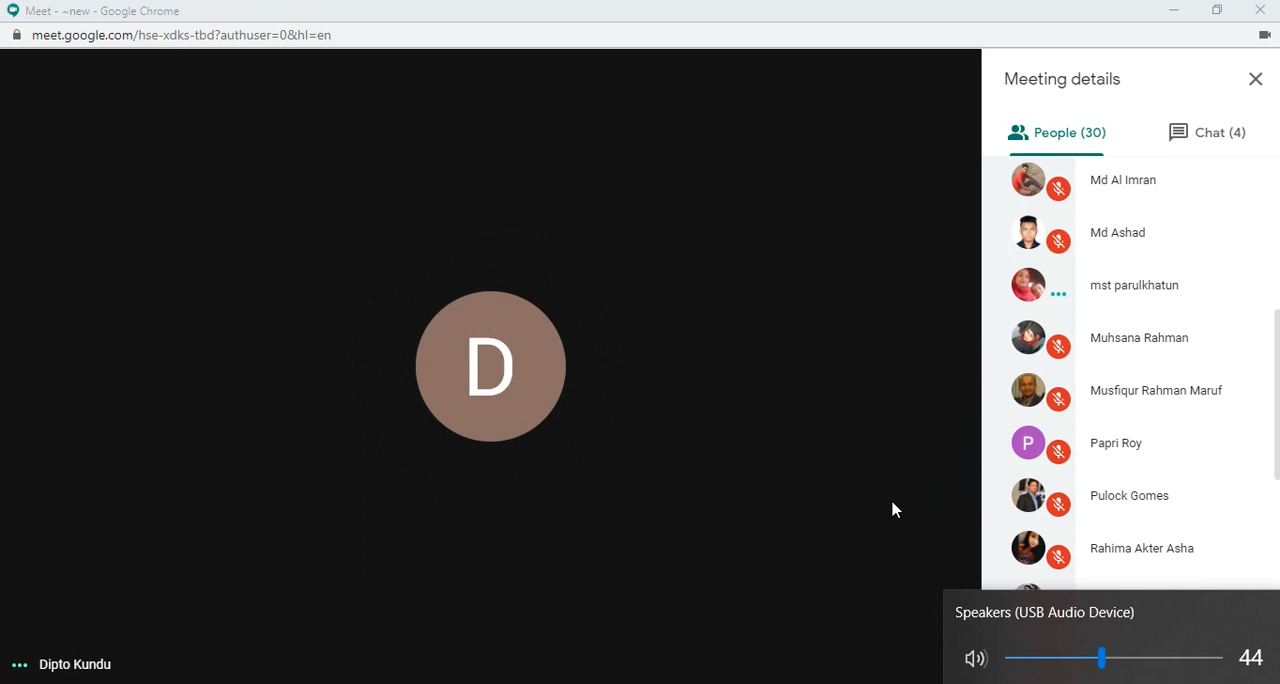 Meet - ~new - Google Chrome
meet.google.com/hse-xdks-tbd?authuser=0&hl=en
Meeting details
People (30)
Chat (4)
Md Al Imran
Md Ashad
mst parulkhatun
Muhsana Rahman
Musfiqur Rahman Maruf
P
Papri Roy
Pulock Gomes
Rahima Akter Asha
D
Dipto Kundu
Speakers (USB Audio Device)
44